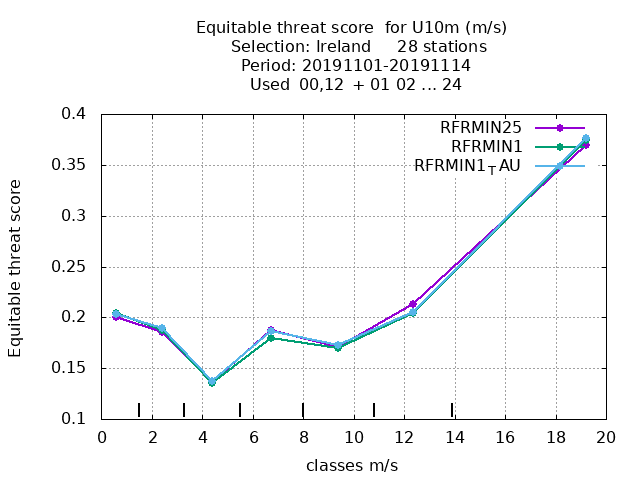 Equitable threat score  for U10m (m/s)
Selection: Ireland     28 stations
Period: 20191101-20191114
Used  00,12  + 01 02 ... 24
RFRMIN25
RFRMIN1
RFRMIN1_TAU
Equitable threat score
0.4
0.35
0.3
0.25
0.2
0.15
0.1
0 2 4 6 8 10 12 14 16 18 20
classes m/s